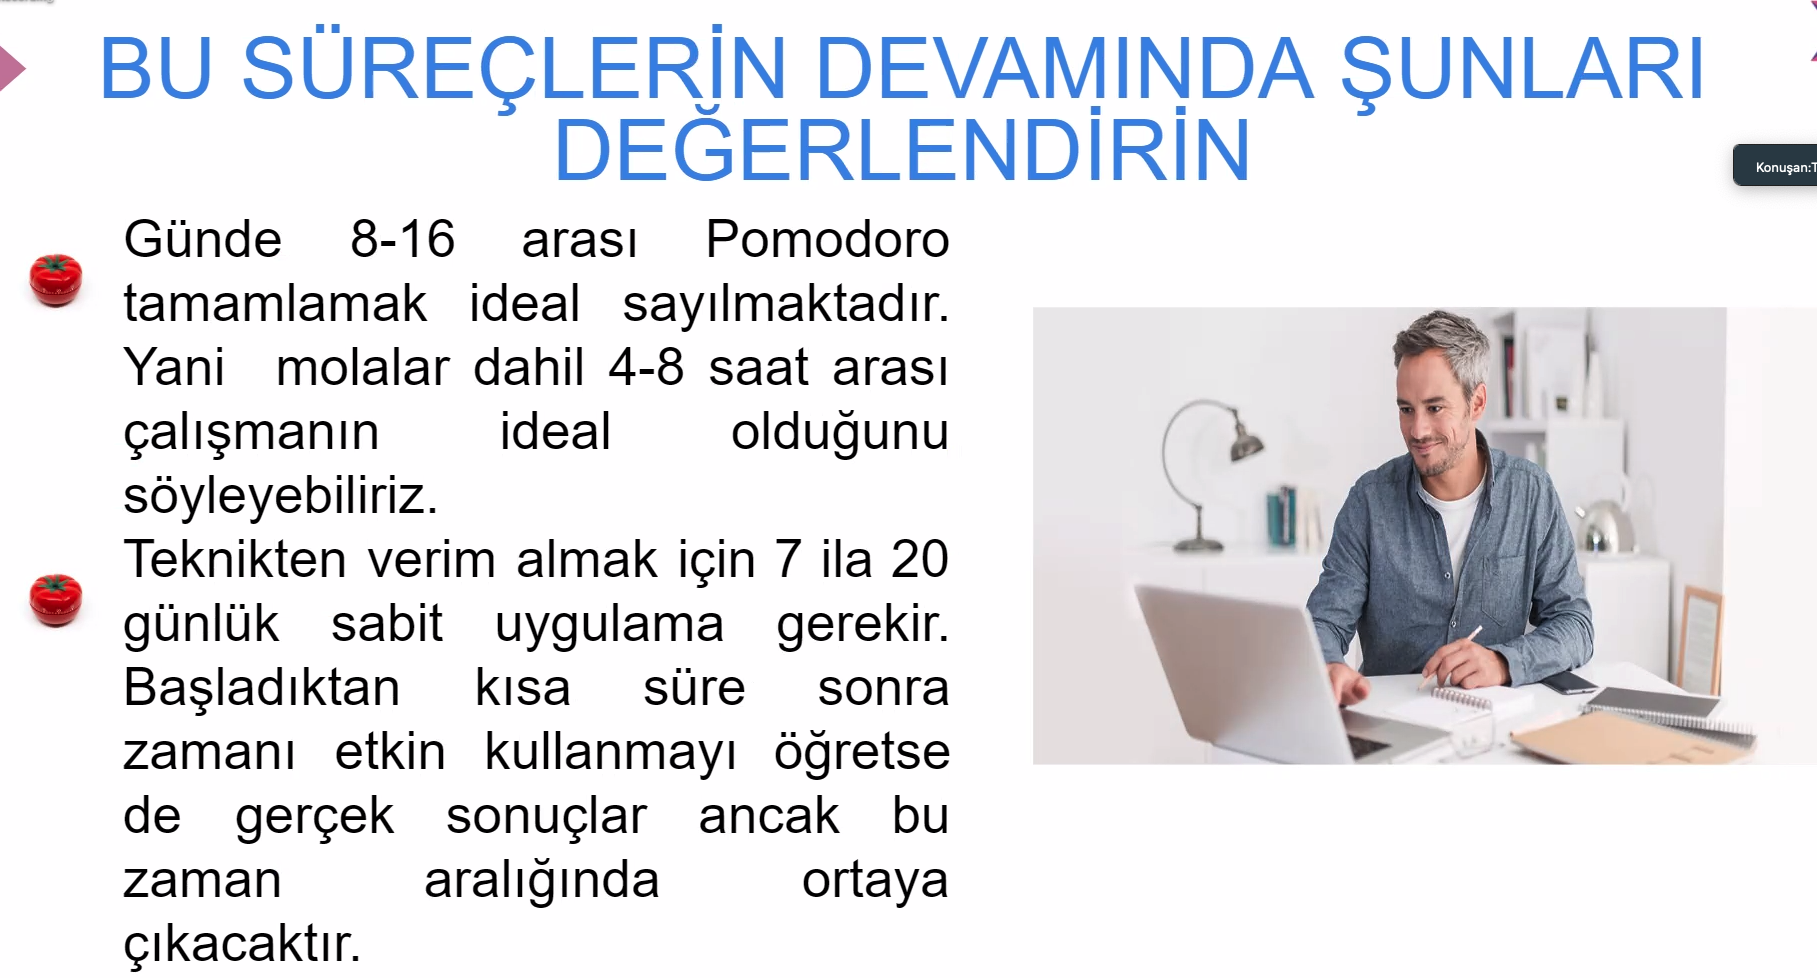 BU SÜREÇLERİN DEVAMINDA ŞUNLARI
DEĞERLENDİRİN
Konuşan:T
Günde 8-16 arası Pomodoro
tamamlamak ideal sayılmaktadır.
Yani molalar dahil 4-8 saat arası
çalışmanın ideal olduğunu
söyleyebiliriz.
Teknikten verim almak için 7 ila 20
günlük sabit uygulama gerekir.
Başladıktan kısa süre sonra
zamanı etkin kullanmayı öğretse
de gerçek sonuçlar ancak bu
zaman aralığında ortaya
çıkacaktır.